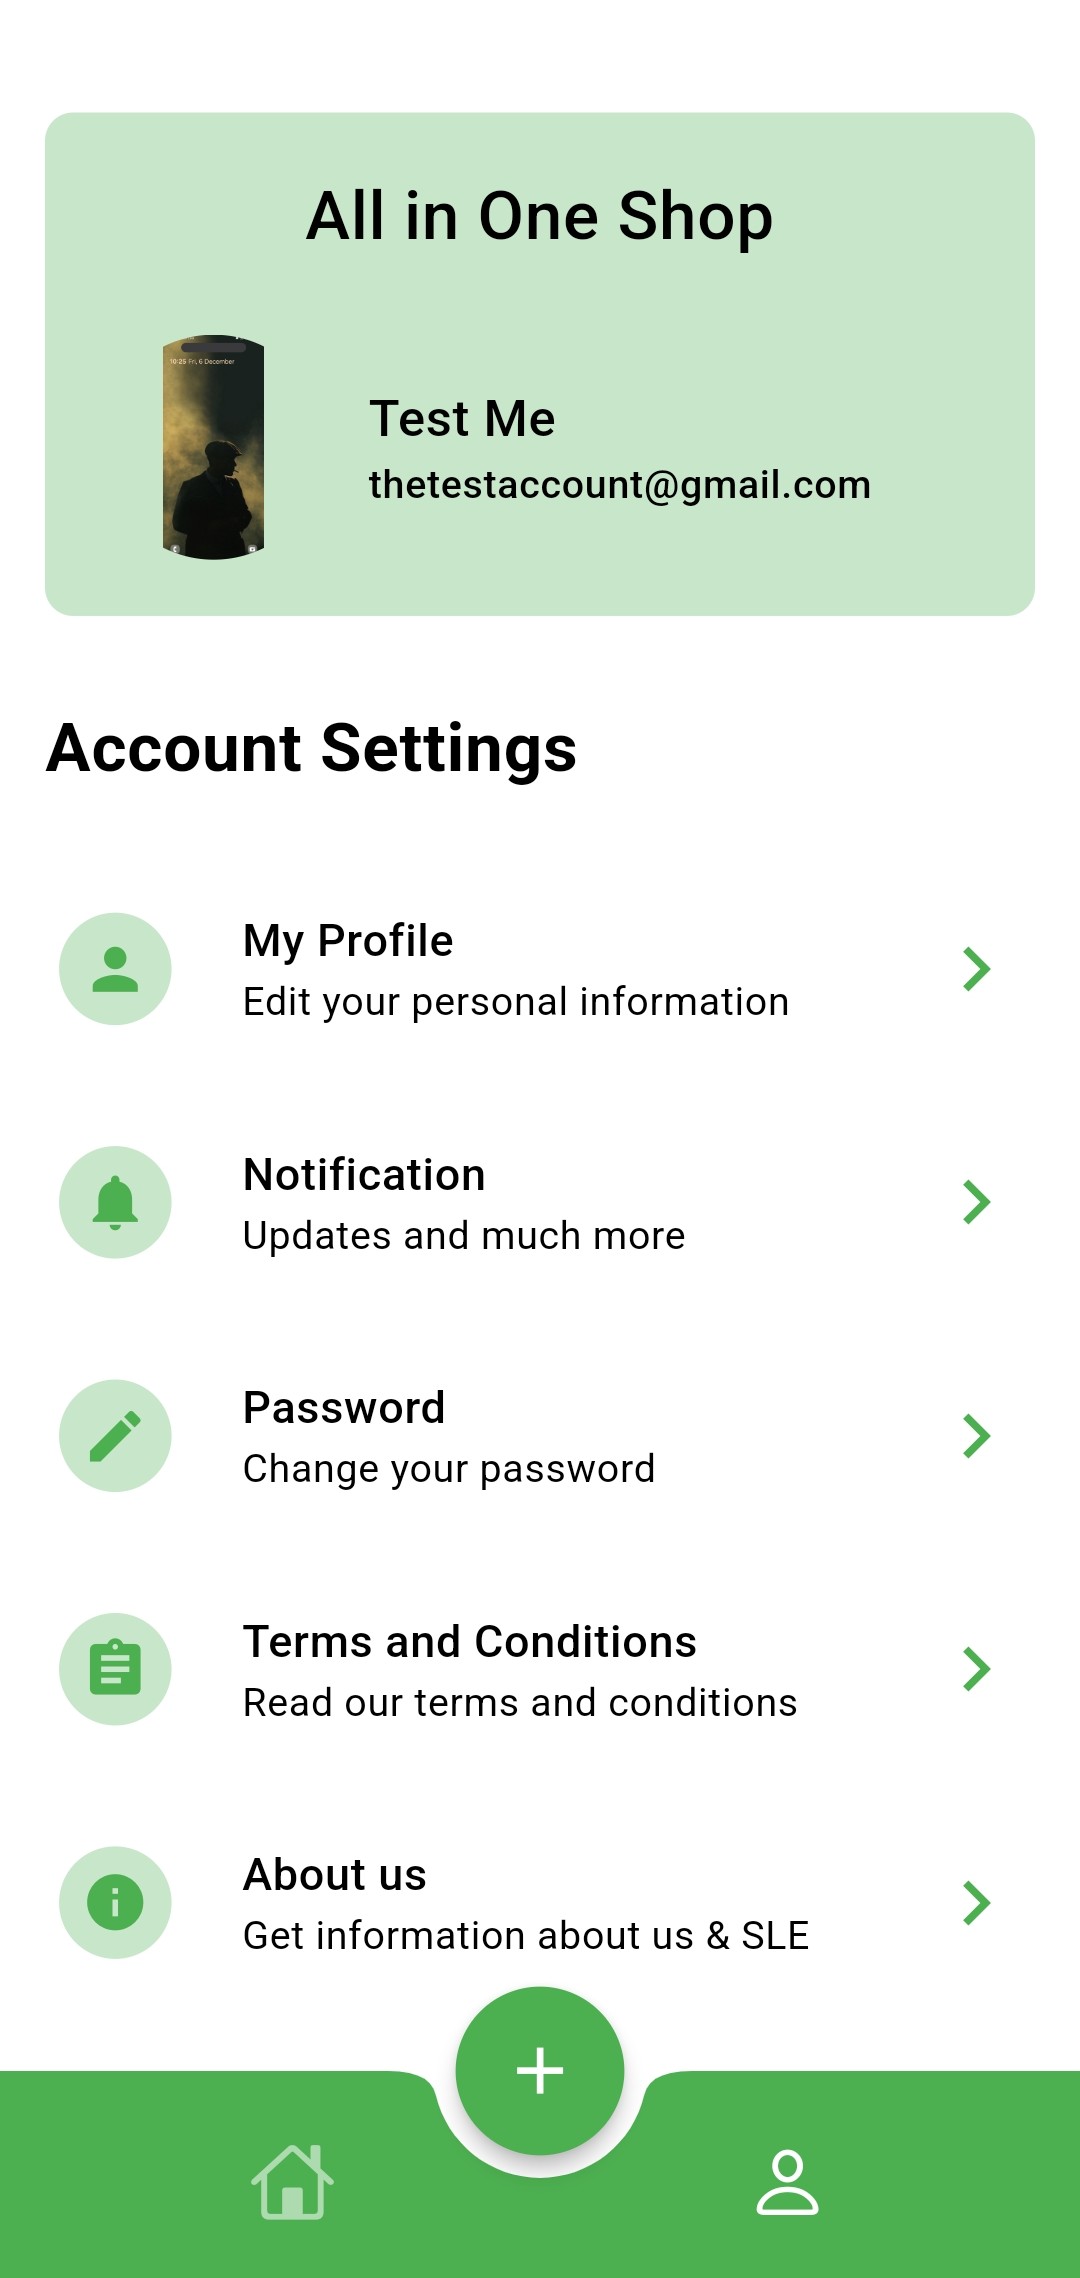 All in One Shop
10:25 Fri, 6 December
Test Me
thetestaccount@gmail.com
Account Settings
My Profile
Edit your personal information
Notification
Updates and much more
Password
Change your password
Terms and Conditions
Read our terms and conditions
About us
Get information about us & SLE